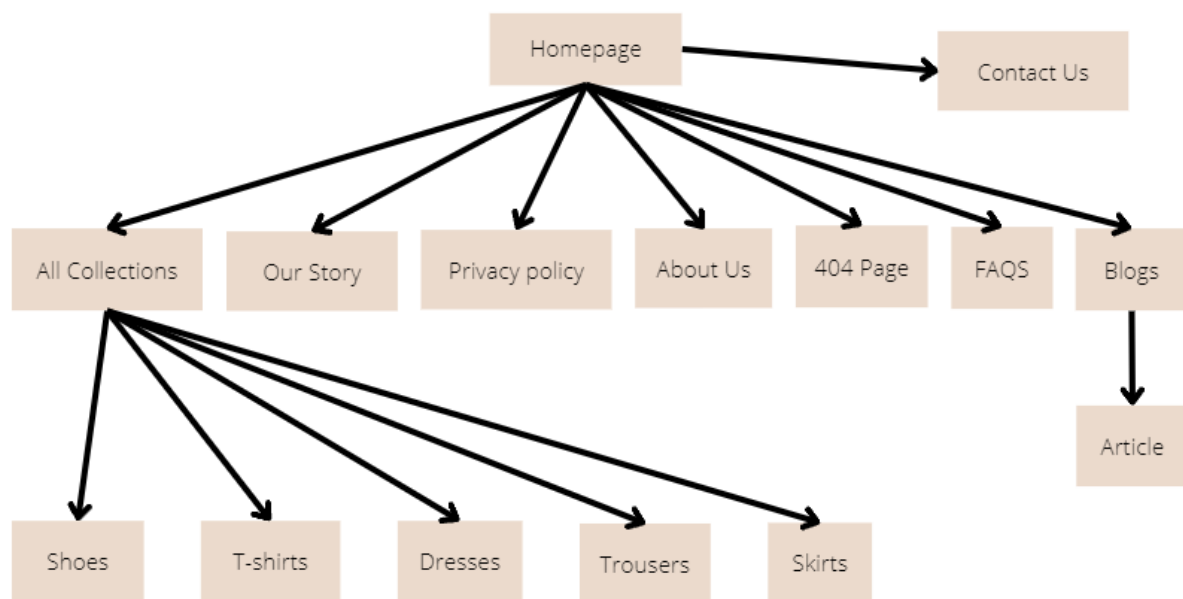 Homepage
Contact Us
All Collections
Our Story
Privacy policy
About Us
404 Page
FAQS
Blogs
Article
Shoes
T-shirts
Dresses
Trousers
Skirts